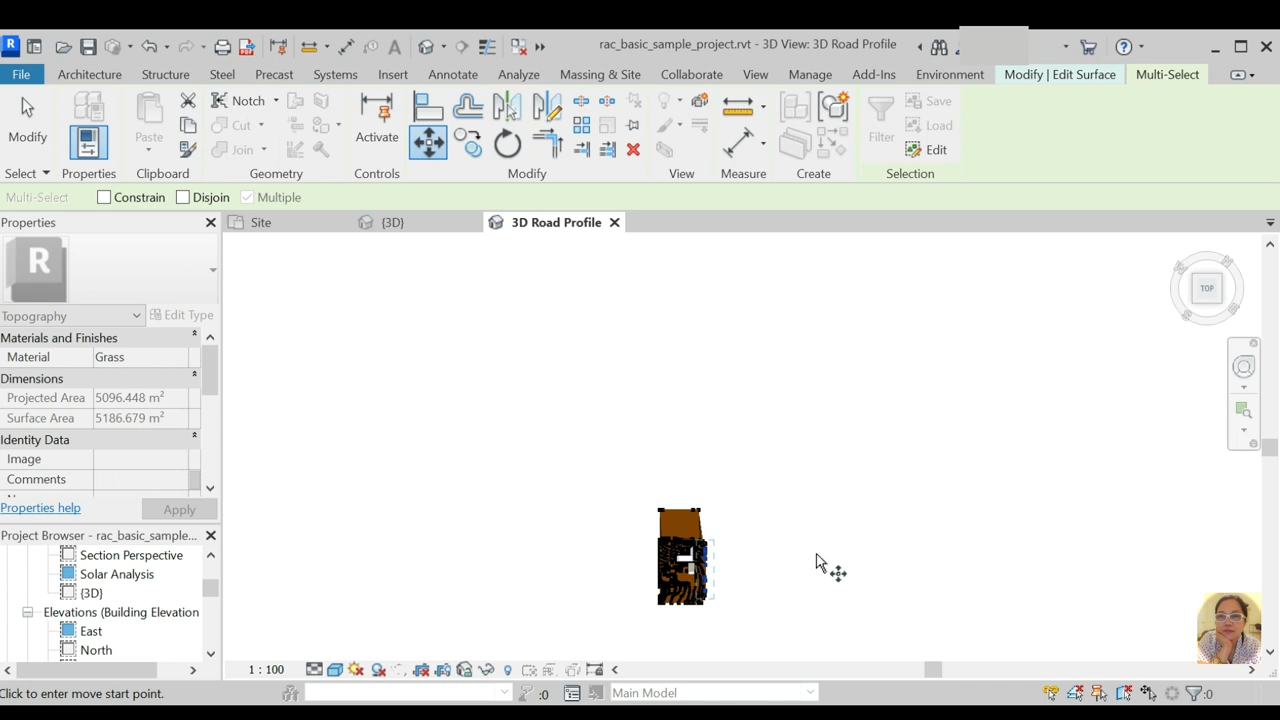 rac_basic_sample_project.rvt - 3D View: 3D Road Profile
File Architecture Structure Steel Precast Systems Insert Annotate Analyze Massing & Site Collaborate View Manage Add-Ins Environment Modify | Edit Surface Multi-Select
Modify Paste Notch Cut Join Activate Filter Save Load Edit
Select Properties Clipboard Geometry Controls Modify View Measure Create Selection
Multi-Select Constrain Disjoin Multiple
Properties Site {3D} 3D Road Profile
R
TOP
Topography Edit Type
Materials and Finishes
Material Grass
Dimensions
Projected Area 5096.448 m²
Surface Area 5186.679 m²
Identity Data
Image
Comments
Properties help Apply
Project Browser - rac_basic_sample...
Section Perspective
Solar Analysis
{3D}
Elevations (Building Elevation
East
North
1 : 100
Click to enter move start point. :0 Main Model :0